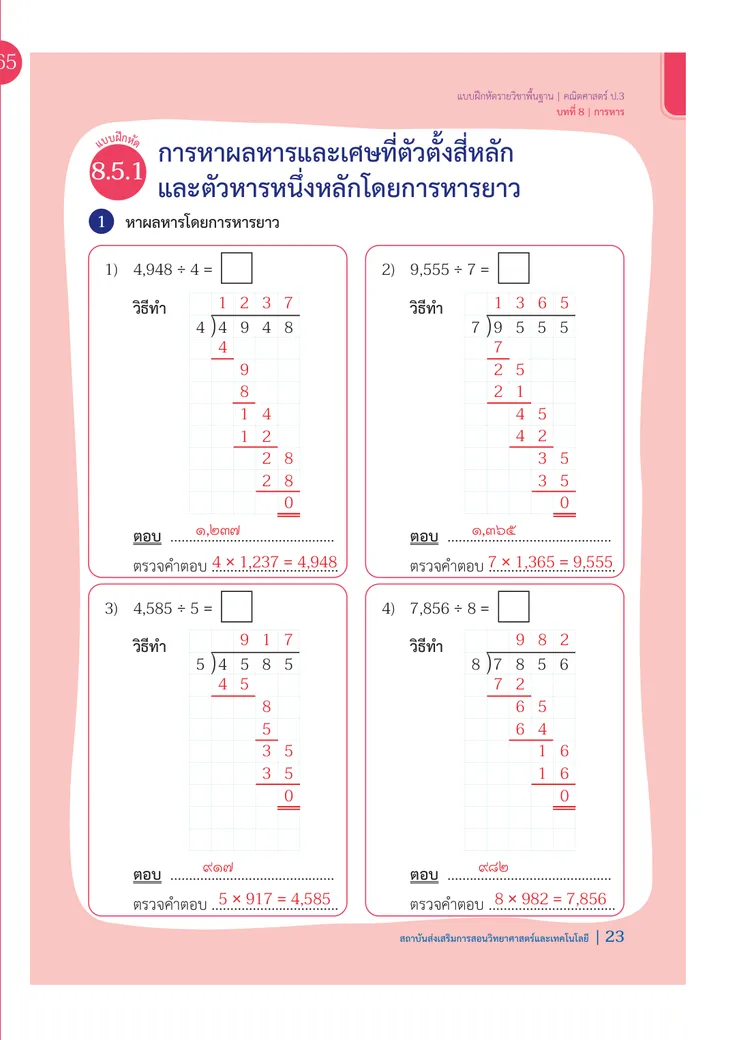 65
แบบฝึกหัดรายวิชาพื้นฐาน | คณิตศาสตร์ ป.3
บทที่ 8 | การหาร
แบบฝึกหัด
8.5.1
การหาผลหารและเศษที่ตัวตั้งสี่หลัก
และตัวหารหนึ่งหลักโดยการหารยาว
1 หาผลหารโดยการหารยาว
1) 4,948 ÷ 4 =
วิธีทำ
1 2 3 7
4 ) 4 9 4 8
4
9
8
1 4
1 2
2 8
2 8
0
ตอบ ๑,๒๓๗
ตรวจคำตอบ 4 × 1,237 = 4,948
2) 9,555 ÷ 7 =
วิธีทำ
1 3 6 5
7 ) 9 5 5 5
7
2 5
2 1
4 5
4 2
3 5
3 5
0
ตอบ ๑,๓๖๕
ตรวจคำตอบ 7 × 1,365 = 9,555
3) 4,585 ÷ 5 =
วิธีทำ
9 1 7
5 ) 4 5 8 5
4 5
8
5
3 5
3 5
0
ตอบ ๙๑๗
ตรวจคำตอบ 5 × 917 = 4,585
4) 7,856 ÷ 8 =
วิธีทำ
9 8 2
8 ) 7 8 5 6
7 2
6 5
6 4
1 6
1 6
0
ตอบ ๙๘๒
ตรวจคำตอบ 8 × 982 = 7,856
สถาบันส่งเสริมการสอนวิทยาศาสตร์และเทคโนโลยี | 23